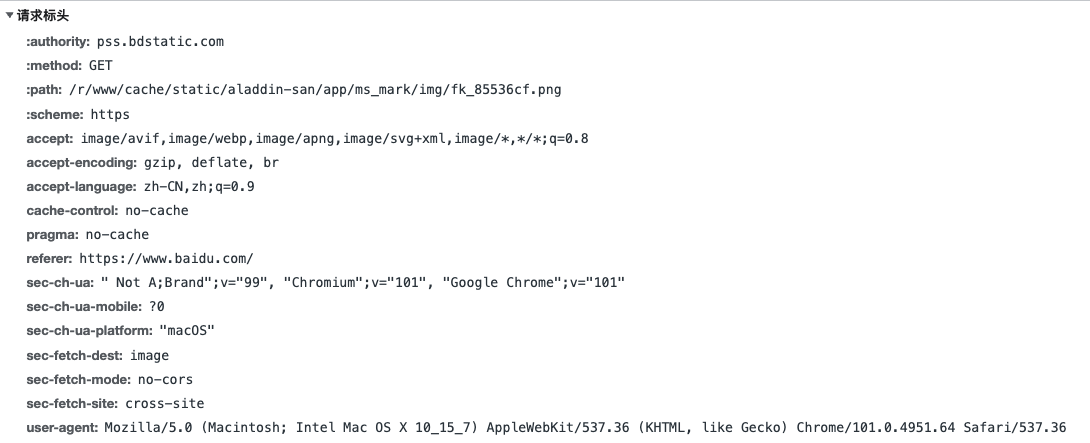 请求标头
:authority: pss.bdstatic.com
:method: GET
:path: /r/www/cache/static/aladdin-san/app/ms_mark/img/fk_85536cf.png
:scheme: https
accept: image/avif,image/webp,image/apng,image/svg+xml,image/*,*/*;q=0.8
accept-encoding: gzip, deflate, br
accept-language: zh-CN,zh;q=0.9
cache-control: no-cache
pragma: no-cache
referer: https://www.baidu.com/
sec-ch-ua: " Not A;Brand";v="99", "Chromium";v="101", "Google Chrome";v="101"
sec-ch-ua-mobile: ?0
sec-ch-ua-platform: "macOS"
sec-fetch-dest: image
sec-fetch-mode: no-cors
sec-fetch-site: cross-site
user-agent: Mozilla/5.0 (Macintosh; Intel Mac OS X 10_15_7) AppleWebKit/537.36 (KHTML, like Gecko) Chrome/101.0.4951.64 Safari/537.36